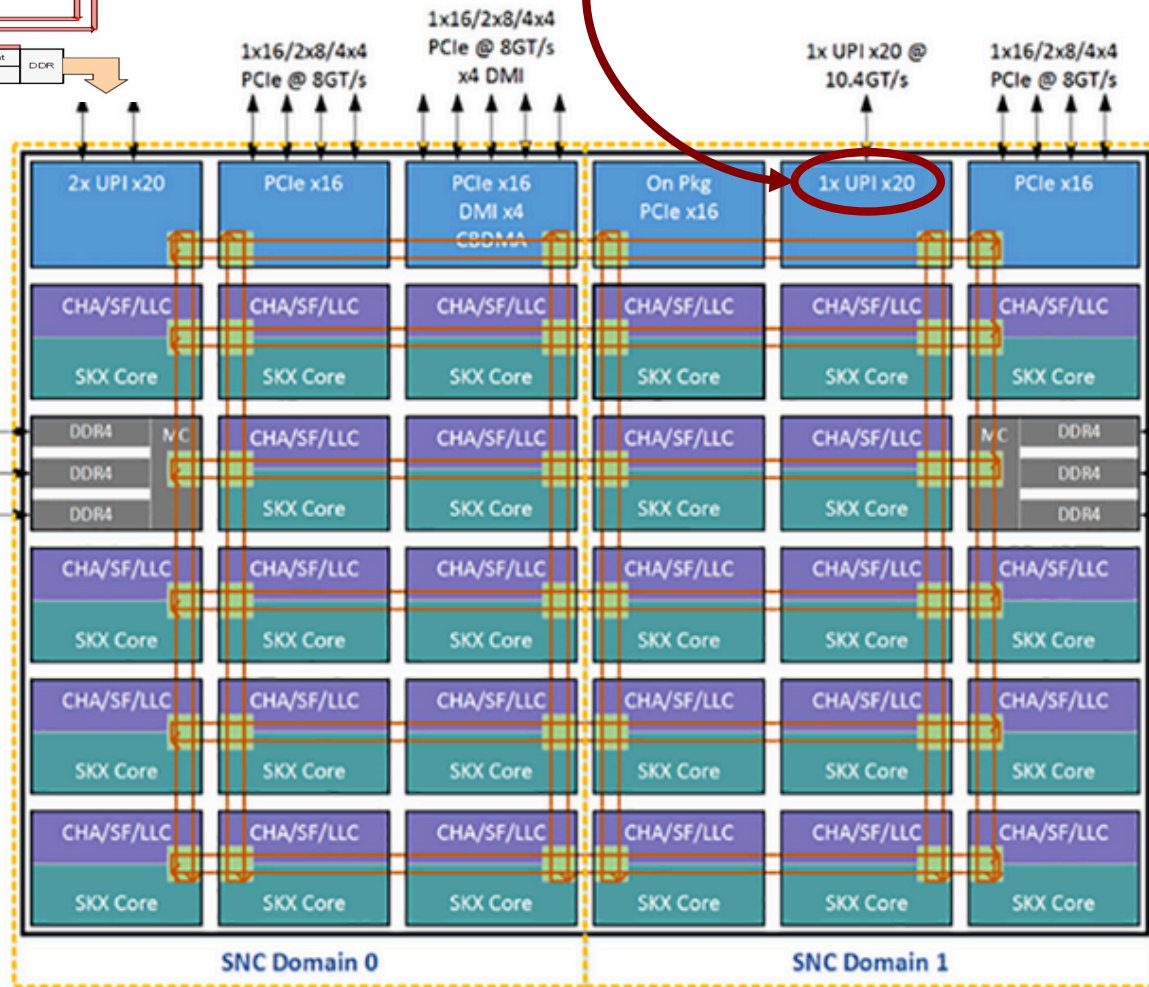 DDR
1x16/2x8/4x4
PCIe @ 8GT/s
1x16/2x8/4x4
PCIe @ 8GT/s
x4 DMI
1x UPI x20 @
10.4GT/s
1x16/2x8/4x4
PCIe @ 8GT/s
2x UPI x20
PCIe x16
PCIe x16
DMI x4
CBDMA
On Pkg
PCIe x16
1x UPI x20
PCIe x16
CHA/SF/LLC
SKX Core
CHA/SF/LLC
SKX Core
CHA/SF/LLC
SKX Core
CHA/SF/LLC
SKX Core
CHA/SF/LLC
SKX Core
CHA/SF/LLC
SKX Core
DDR4
MC
DDR4
DDR4
CHA/SF/LLC
SKX Core
CHA/SF/LLC
SKX Core
CHA/SF/LLC
SKX Core
CHA/SF/LLC
SKX Core
MC
DDR4
DDR4
DDR4
CHA/SF/LLC
SKX Core
CHA/SF/LLC
SKX Core
CHA/SF/LLC
SKX Core
CHA/SF/LLC
SKX Core
CHA/SF/LLC
SKX Core
CHA/SF/LLC
SKX Core
CHA/SF/LLC
SKX Core
CHA/SF/LLC
SKX Core
CHA/SF/LLC
SKX Core
CHA/SF/LLC
SKX Core
CHA/SF/LLC
SKX Core
CHA/SF/LLC
SKX Core
CHA/SF/LLC
SKX Core
CHA/SF/LLC
SKX Core
CHA/SF/LLC
SKX Core
CHA/SF/LLC
SKX Core
CHA/SF/LLC
SKX Core
CHA/SF/LLC
SKX Core
SNC Domain 0
SNC Domain 1